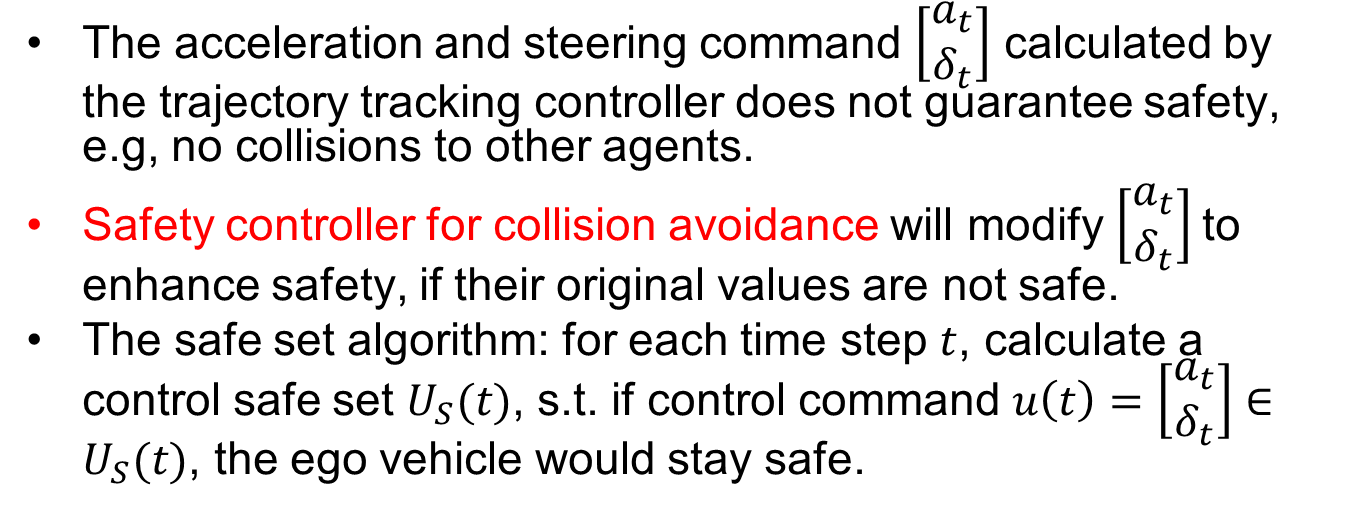 • The acceleration and steering command [a_t δ_t] calculated by
the trajectory tracking controller does not guarantee safety,
e.g, no collisions to other agents.
• Safety controller for collision avoidance will modify [a_t δ_t] to
enhance safety, if their original values are not safe.
• The safe set algorithm: for each time step t, calculate a
control safe set U_S(t), s.t. if control command u(t) = [a_t δ_t] ∈
U_S(t), the ego vehicle would stay safe.